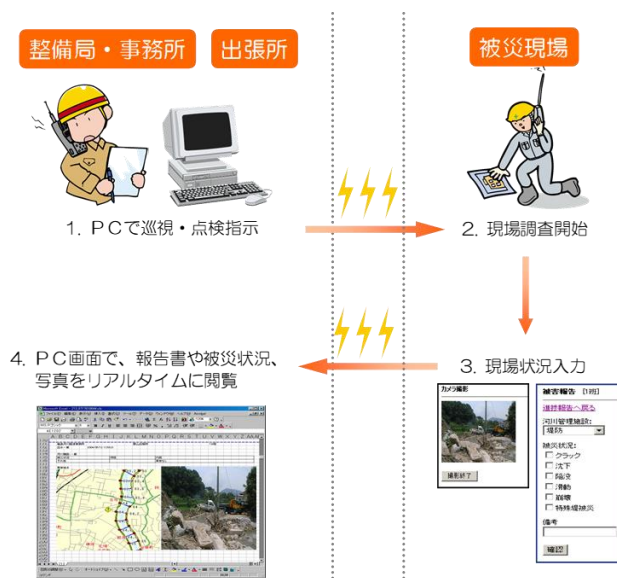 整備局・事務所
出張所
被災現場
1. PCで巡視・点検指示
2. 現場調査開始
3. 現場状況入力
4. PC画面で、報告書や被災状況、
写真をリアルタイムに閲覧
カメラ撮影
撮影終了
被害報告 [1班]
進捗報告へ戻る
河川管理施設:
堤防
被災状況:
クラック
沈下
陥没
滑動
崩壊
特殊堤被災
備考
確認